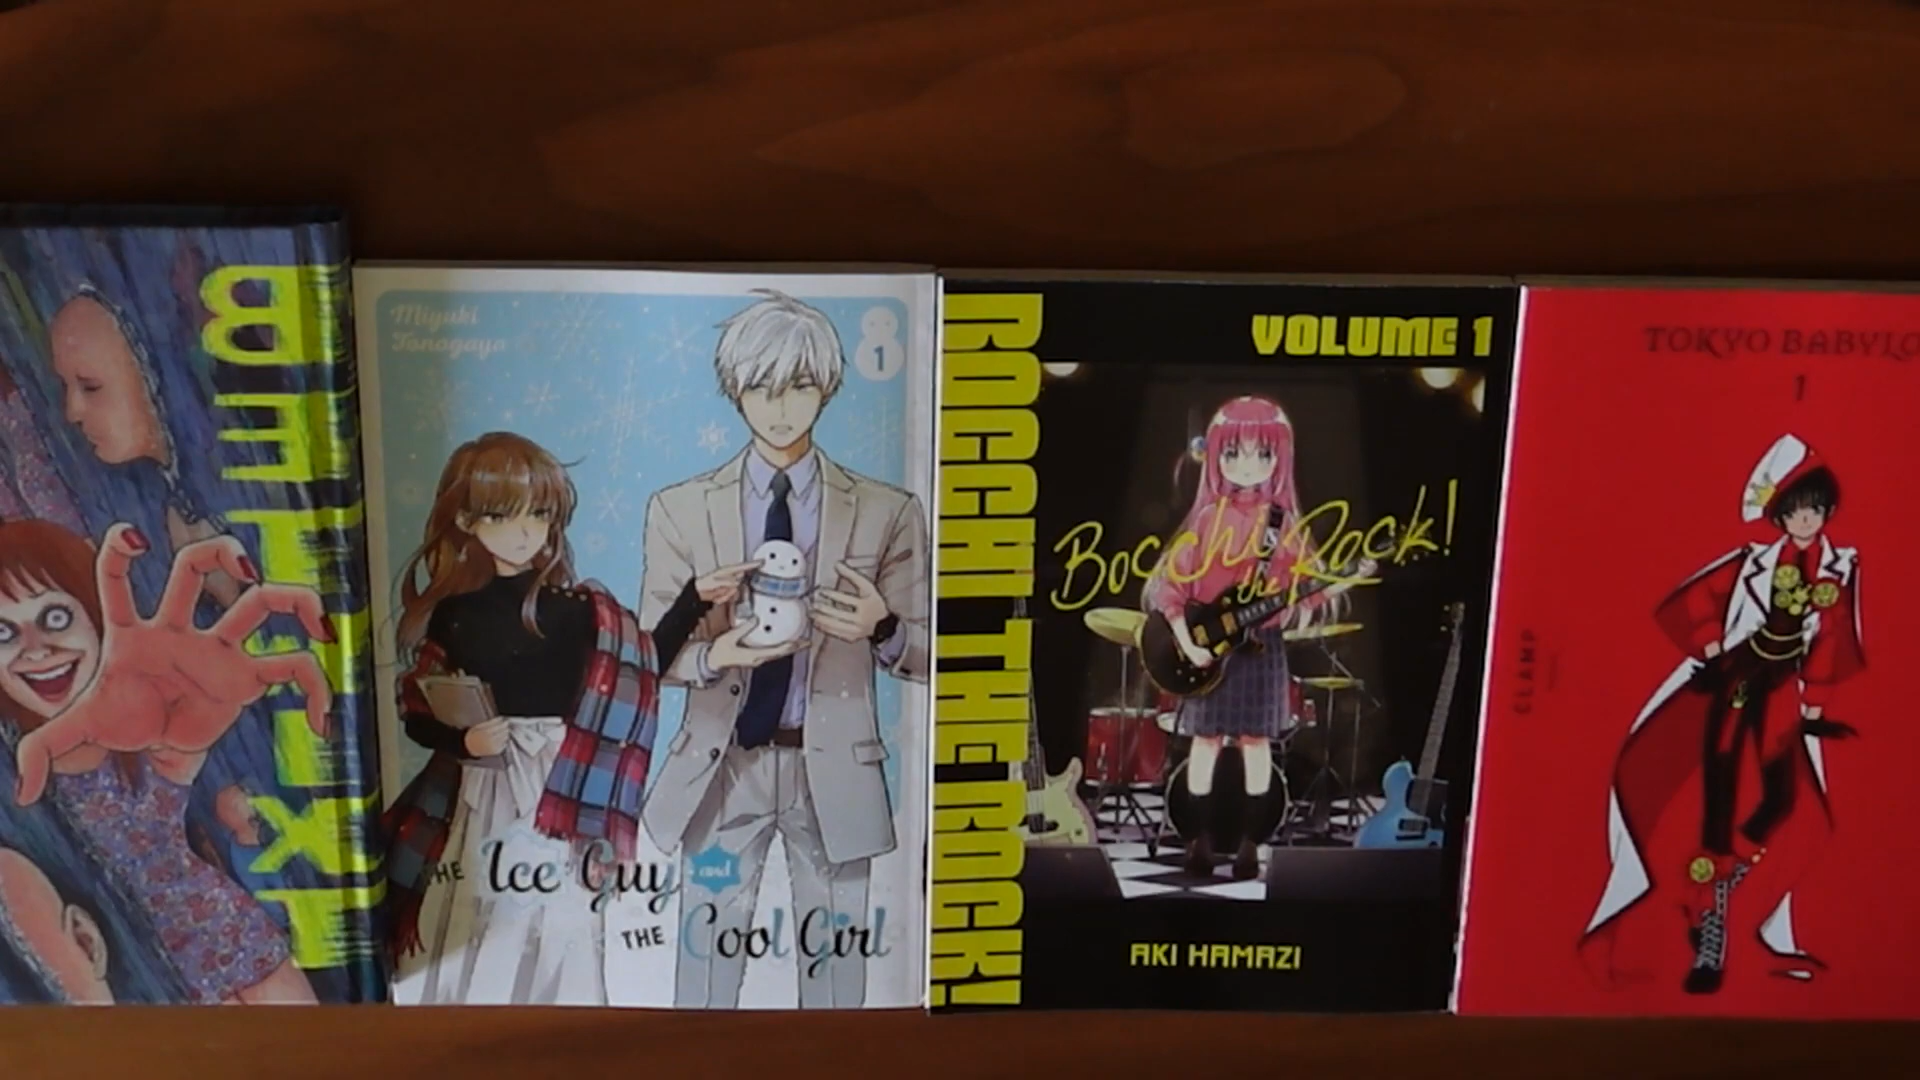 Miyuki
Tonogaya
1
THE Ice Guy and
THE Cool Girl
BOCCHI THE ROCK!
VOLUME 1
Bocchi
the Rock!
AKI HAMAZI
TOKYO BABYLO
1
CLAMP